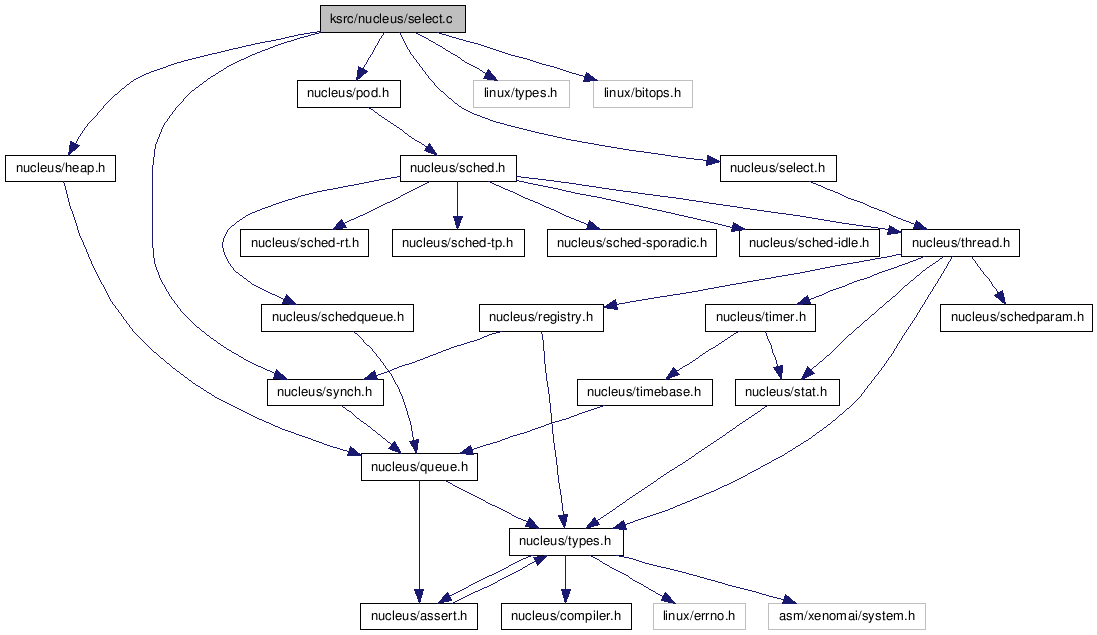 ksrc/nucleus/select.c
nucleus/pod.h
linux/types.h
linux/bitops.h
nucleus/heap.h
nucleus/sched.h
nucleus/select.h
nucleus/sched-rt.h
nucleus/sched-tp.h
nucleus/sched-sporadic.h
nucleus/sched-idle.h
nucleus/thread.h
nucleus/schedqueue.h
nucleus/registry.h
nucleus/timer.h
nucleus/schedparam.h
nucleus/synch.h
nucleus/timebase.h
nucleus/stat.h
nucleus/queue.h
nucleus/types.h
nucleus/assert.h
nucleus/compiler.h
linux/errno.h
asm/xenomai/system.h